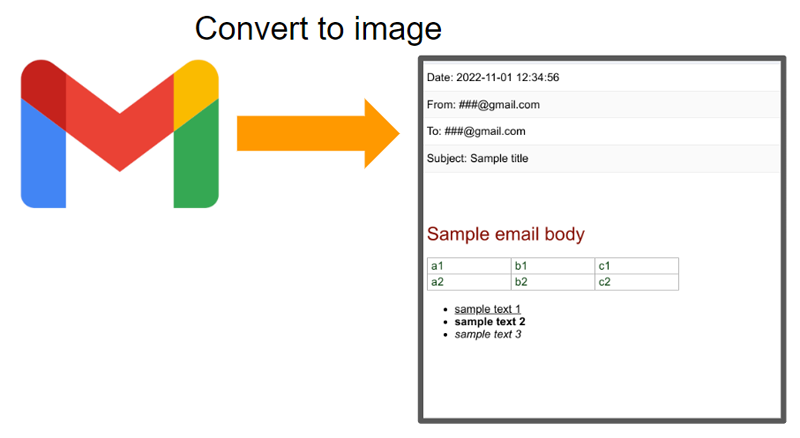 Convert to image
Date: 2022-11-01 12:34:56
From: ###@gmail.com
To: ###@gmail.com
Subject: Sample title
Sample email body
a1 b1 c1
a2 b2 c2
sample text 1
sample text 2
sample text 3